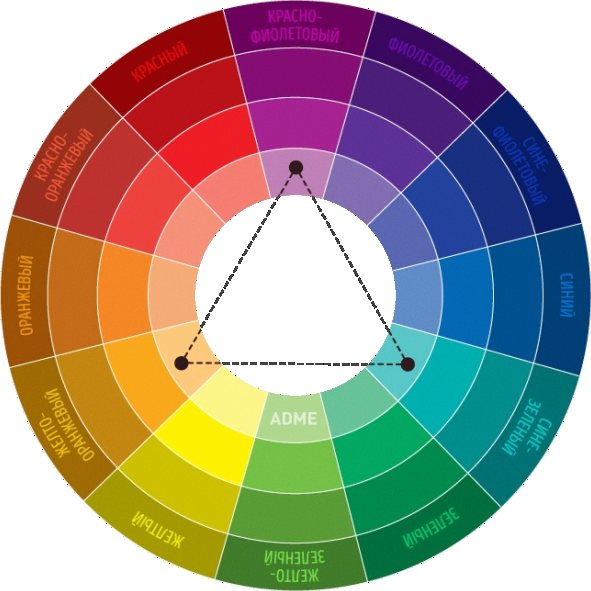 КРАСНО-
ФИОЛЕТОВЫЙ
ФИОЛЕТОВЫЙ
СИНЕ-
ФИОЛЕТОВЫЙ
СИНИЙ
СИНЕ-
ЗЕЛЕНЫЙ
ЗЕЛЕНЫЙ
ЖЕЛТО-
ЗЕЛЕНЫЙ
ЖЕЛТЫЙ
ЖЕЛТО-
ОРАНЖЕВЫЙ
ОРАНЖЕВЫЙ
КРАСНО-
ОРАНЖЕВЫЙ
КРАСНЫЙ
ADME